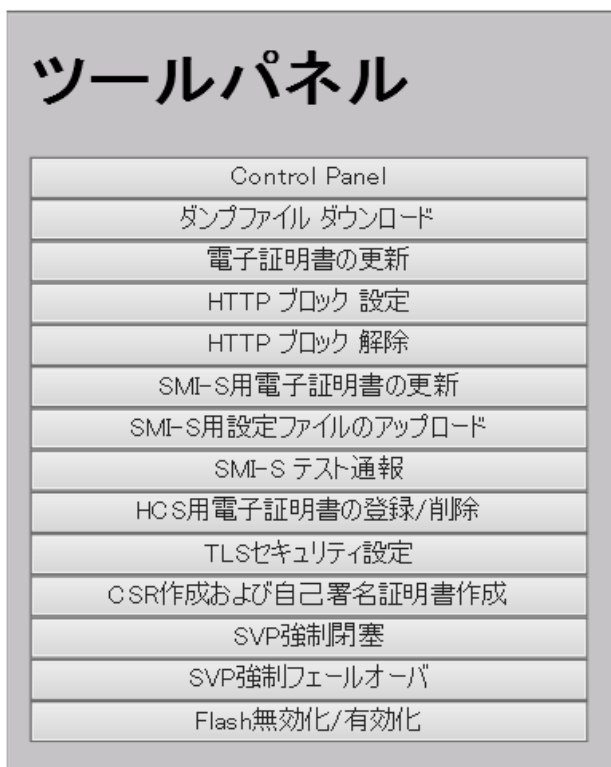 ツールパネル
Control Panel
ダンプファイル ダウンロード
電子証明書の更新
HTTP ブロック 設定
HTTP ブロック 解除
SMI-S用電子証明書の更新
SMI-S用設定ファイルのアップロード
SMI-S テスト通報
HCS用電子証明書の登録/削除
TLSセキュリティ設定
CSR作成および自己署名証明書作成
SVP強制閉塞
SVP強制フェールオーバ
Flash無効化/有効化